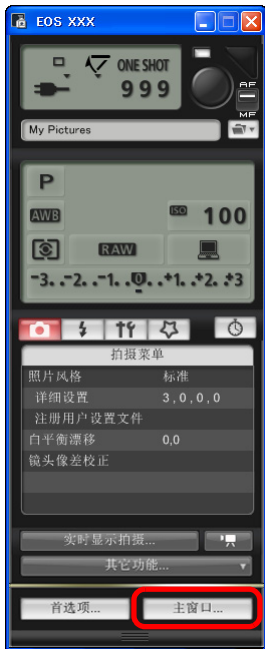 EOS XXX
ONE SHOT
999
AF
MF
My Pictures
P
AWB
ISO 100
RAW
-3..-2..-1..0..+1..+2.+3
拍摄菜单
照片风格 标准
详细设置 3,0,0,0
注册用户设置文件
白平衡漂移 0,0
镜头像差校正
实时显示拍摄...
其它功能...
首选项... 主窗口...